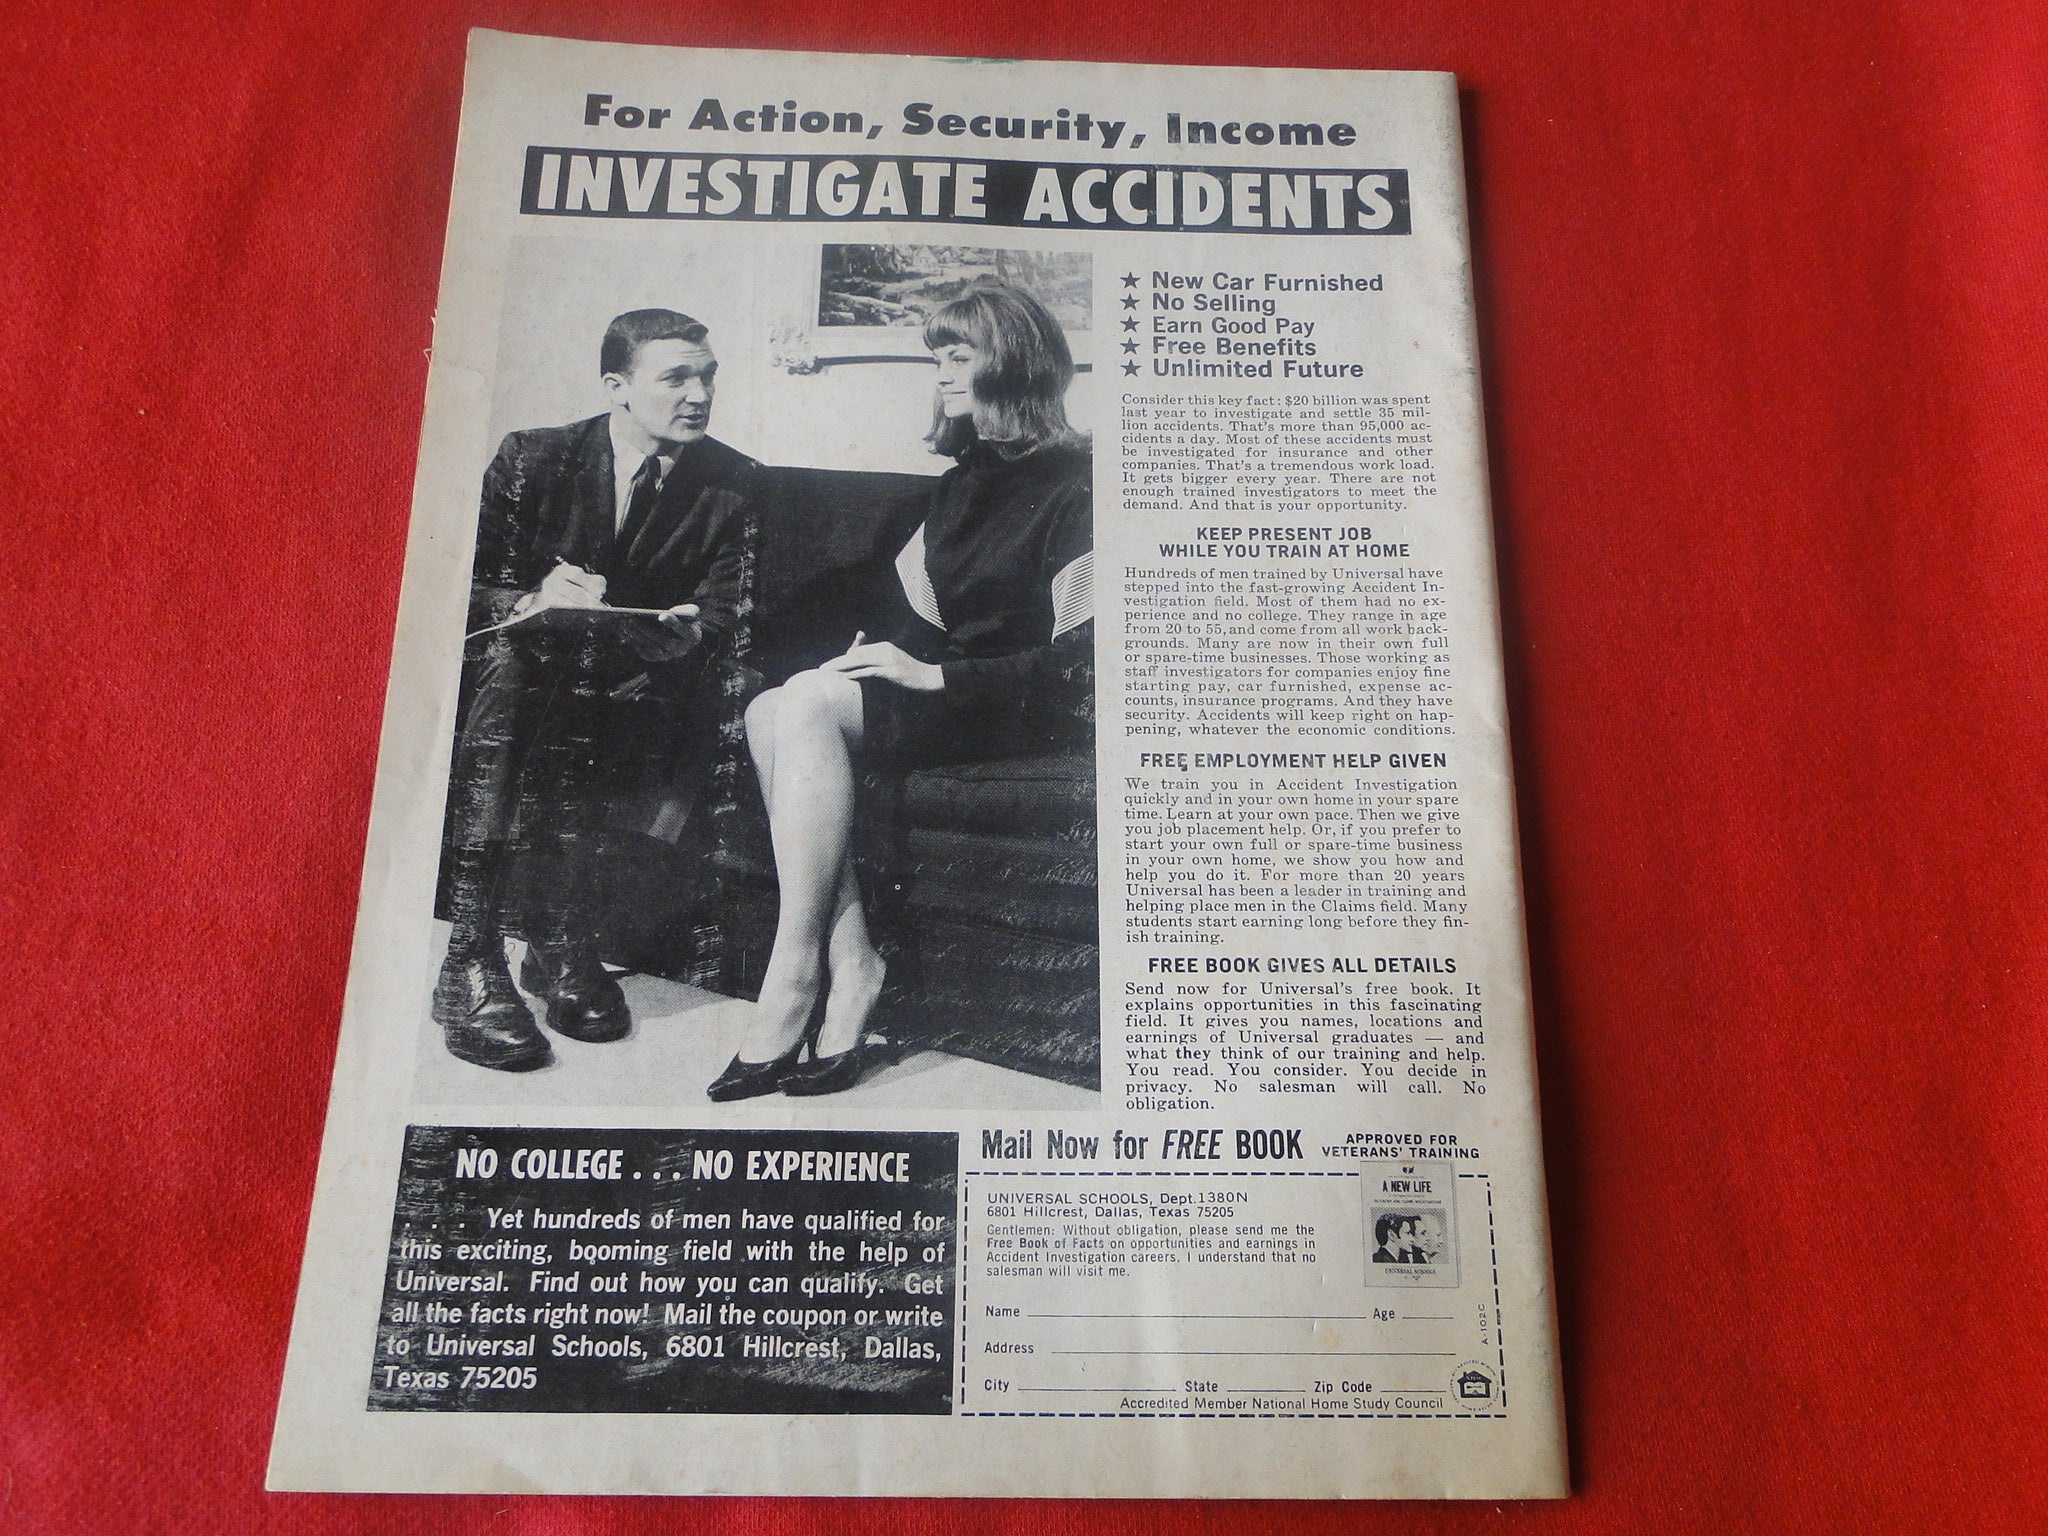 For Action, Security, Income
INVESTIGATE ACCIDENTS
★ New Car Furnished
★ No Selling
★ Earn Good Pay
★ Free Benefits
★ Unlimited Future
Consider this key fact: $20 billion was spent
last year to investigate and settle 35 mil-
lion accidents. That's more than 95,000 ac-
cidents a day. Most of these accidents must
be investigated for insurance and other
companies. That's a tremendous work load.
It gets bigger every year. There are not
enough trained investigators to meet the
demand. And that is your opportunity.
KEEP PRESENT JOB
WHILE YOU TRAIN AT HOME
Hundreds of men trained by Universal have
stepped into the fast-growing Accident In-
vestigation field. Most of them had no ex-
perience and no college. They range in age
from 20 to 55, and come from all work back-
grounds. Many are now in their own full
or spare-time businesses. Those working as
staff investigators for companies enjoy fine
starting pay, car furnished, expense ac-
counts, insurance programs. And they have
security. Accidents will keep right on hap-
pening, whatever the economic conditions.
FREE EMPLOYMENT HELP GIVEN
We train you in Accident Investigation
quickly and in your own home in your spare
time. Learn at your own pace. Then we give
you job placement help. Or, if you prefer to
start your own full or spare-time business
in your own home, we show you how and
help you do it. For more than 20 years
Universal has been a leader in training and
helping place men in the Claims field. Many
students start earning long before they fin-
ish training.
FREE BOOK GIVES ALL DETAILS
Send now for Universal's free book. It
explains opportunities in this fascinating
field. It gives you names, locations and
earnings of Universal graduates — and
what they think of our training and help.
You read. You consider. You decide in
privacy. No salesman will call. No
obligation.
NO COLLEGE . . . NO EXPERIENCE
. . . Yet hundreds of men have qualified for
this exciting, booming field with the help of
Universal. Find out how you can qualify. Get
all the facts right now! Mail the coupon or write
to Universal Schools, 6801 Hillcrest, Dallas,
Texas 75205
Mail Now for FREE BOOK
APPROVED FOR
VETERANS' TRAINING
A NEW LIFE
UNIVERSAL SCHOOLS
UNIVERSAL SCHOOLS, Dept. 1380N
6801 Hillcrest, Dallas, Texas 75205
Gentlemen: Without obligation, please send me the
Free Book of Facts on opportunities and earnings in
Accident Investigation careers. I understand that no
salesman will visit me.
Name Age
Address
City State Zip Code
Accredited Member National Home Study Council
A-102C